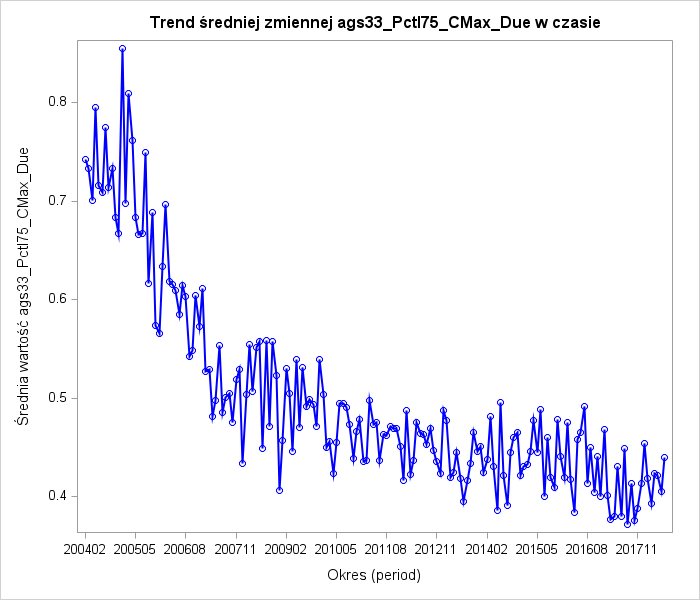 Trend średniej zmiennej ags33_Pctl75_CMax_Due w czasie
Średnia wartość ags33_Pctl75_CMax_Due
0.8
0.7
0.6
0.5
0.4
200402 200505 200608 200711 200902 201005 201108 201211 201402 201505 201608 201711
Okres (period)